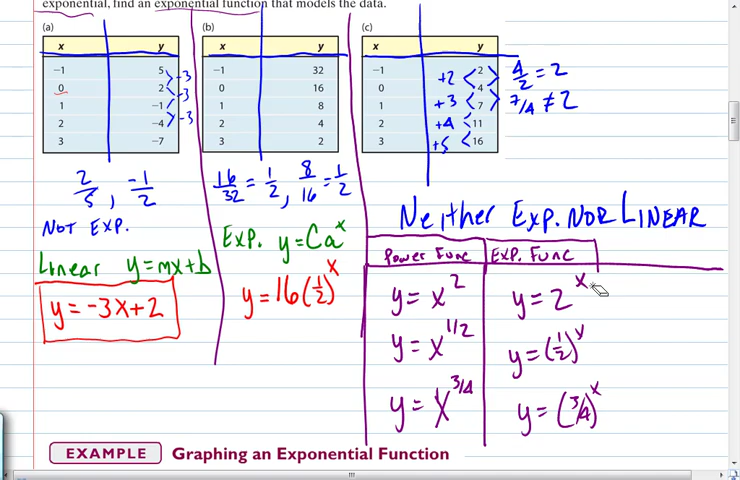 exponential, find an exponential function that models the data.
(a)
x y
−1 5
0 2
1 −1
2 −4
3 −7
-3
-3
-3
2/5 , -1/2
NOT EXP.
Linear y=mx+b
y=-3x+2
(b)
x y
−1 32
0 16
1 8
2 4
3 2
16/32 = 1/2 , 8/16 = 1/2
EXP. y=Ca^x
y=16(1/2)^x
(c)
x y
−1 2
0 4
1 7
2 11
3 16
+2
+3
+4
+5
4/2 = 2
7/4 ≠ 2
Neither Exp. NOR LINEAR
Power Func Exp. Func
y=x^2 y=2^x
y=x^1/2 y=(1/2)^x
y=x^3/4 y=(3/4)^x
EXAMPLE Graphing an Exponential Function